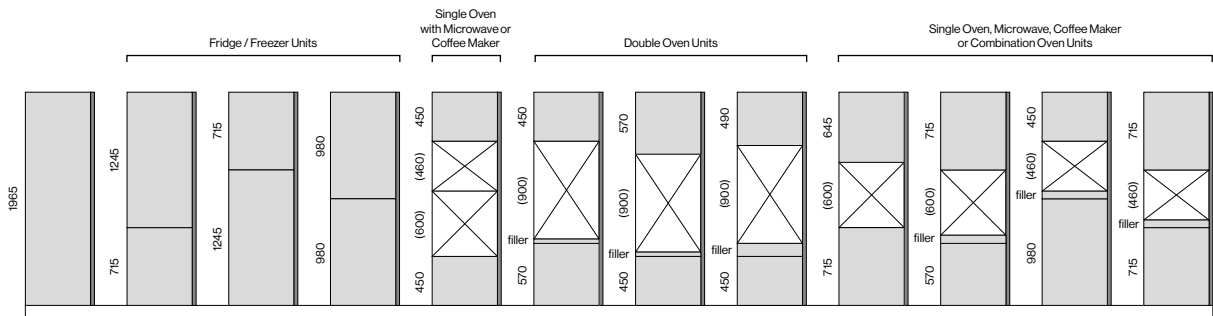 Single Oven
with Microwave or
Coffee Maker
Fridge / Freezer Units
Double Oven Units
Single Oven, Microwave, Coffee Maker
or Combination Oven Units
1965
1245
715
715
1245
980
980
450
(460)
(600)
450
450
(900)
filler
570
570
(900)
filler
450
490
(900)
filler
450
645
(600)
715
715
(600)
filler
570
450
(460)
filler
980
715
(460)
filler
715